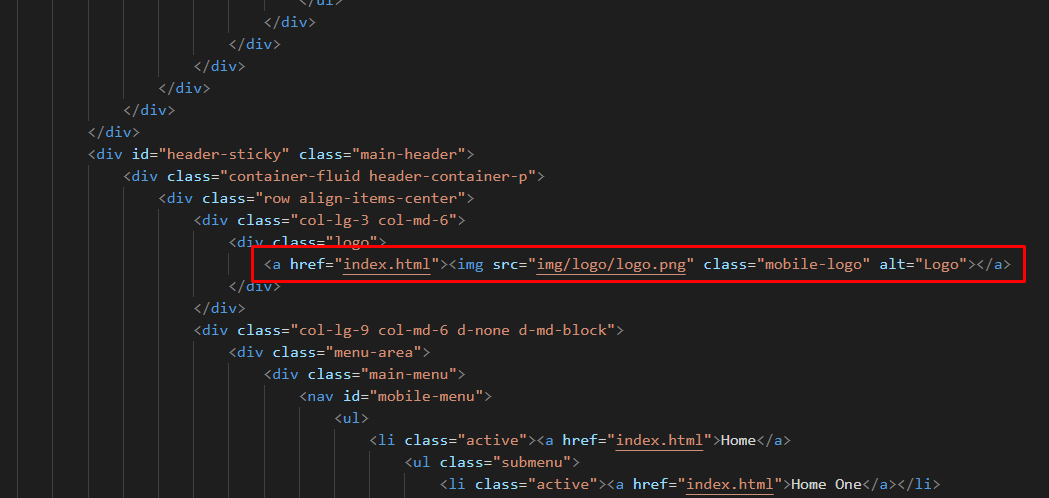 </ul>
</div>
</div>
</div>
</div>
</div>
</div>
<div id="header-sticky" class="main-header">
<div class="container-fluid header-container-p">
<div class="row align-items-center">
<div class="col-lg-3 col-md-6">
<div class="logo">
<a href="index.html"><img src="img/logo/logo.png" class="mobile-logo" alt="Logo"></a>
</div>
</div>
<div class="col-lg-9 col-md-6 d-none d-md-block">
<div class="menu-area">
<div class="main-menu">
<nav id="mobile-menu">
<ul>
<li class="active"><a href="index.html">Home</a>
<ul class="submenu">
<li class="active"><a href="index.html">Home One</a></li>